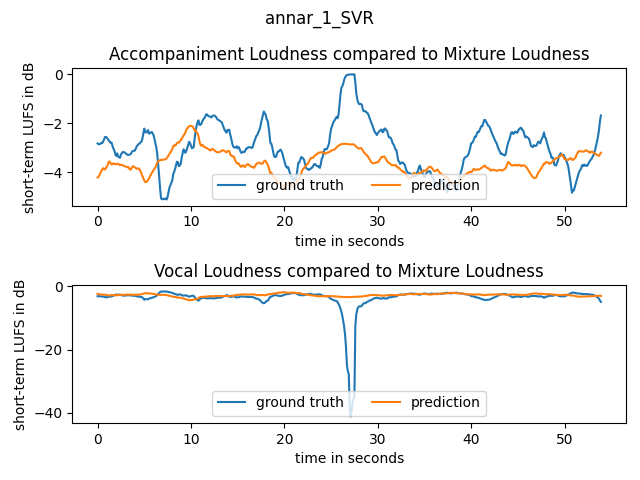 annar_1_SVR
Accompaniment Loudness compared to Mixture Loudness
short-term LUFS in dB
0
−2
−4
ground truth
prediction
0
10
20
30
40
50
time in seconds
Vocal Loudness compared to Mixture Loudness
short-term LUFS in dB
0
−20
−40
ground truth
prediction
0
10
20
30
40
50
time in seconds